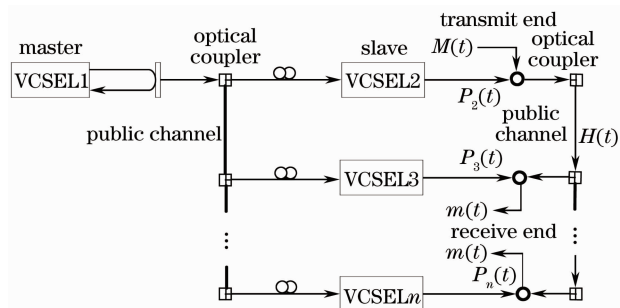 transmit end
master
optical
coupler
slave
M(t)
optical
coupler
VCSEL1
VCSEL2
P₂(t)
public
channel
H(t)
public channel
P₃(t)
VCSEL3
m(t)
receive end
m(t)
Pₙ(t)
VCSELn